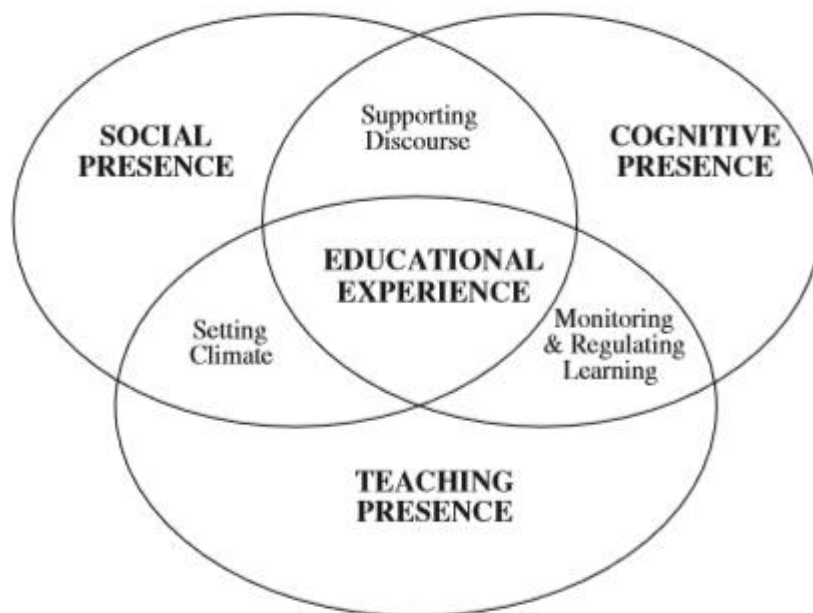 Supporting
Discourse
SOCIAL
PRESENCE
COGNITIVE
PRESENCE
EDUCATIONAL
EXPERIENCE
Setting
Climate
Monitoring
& Regulating
Learning
TEACHING
PRESENCE